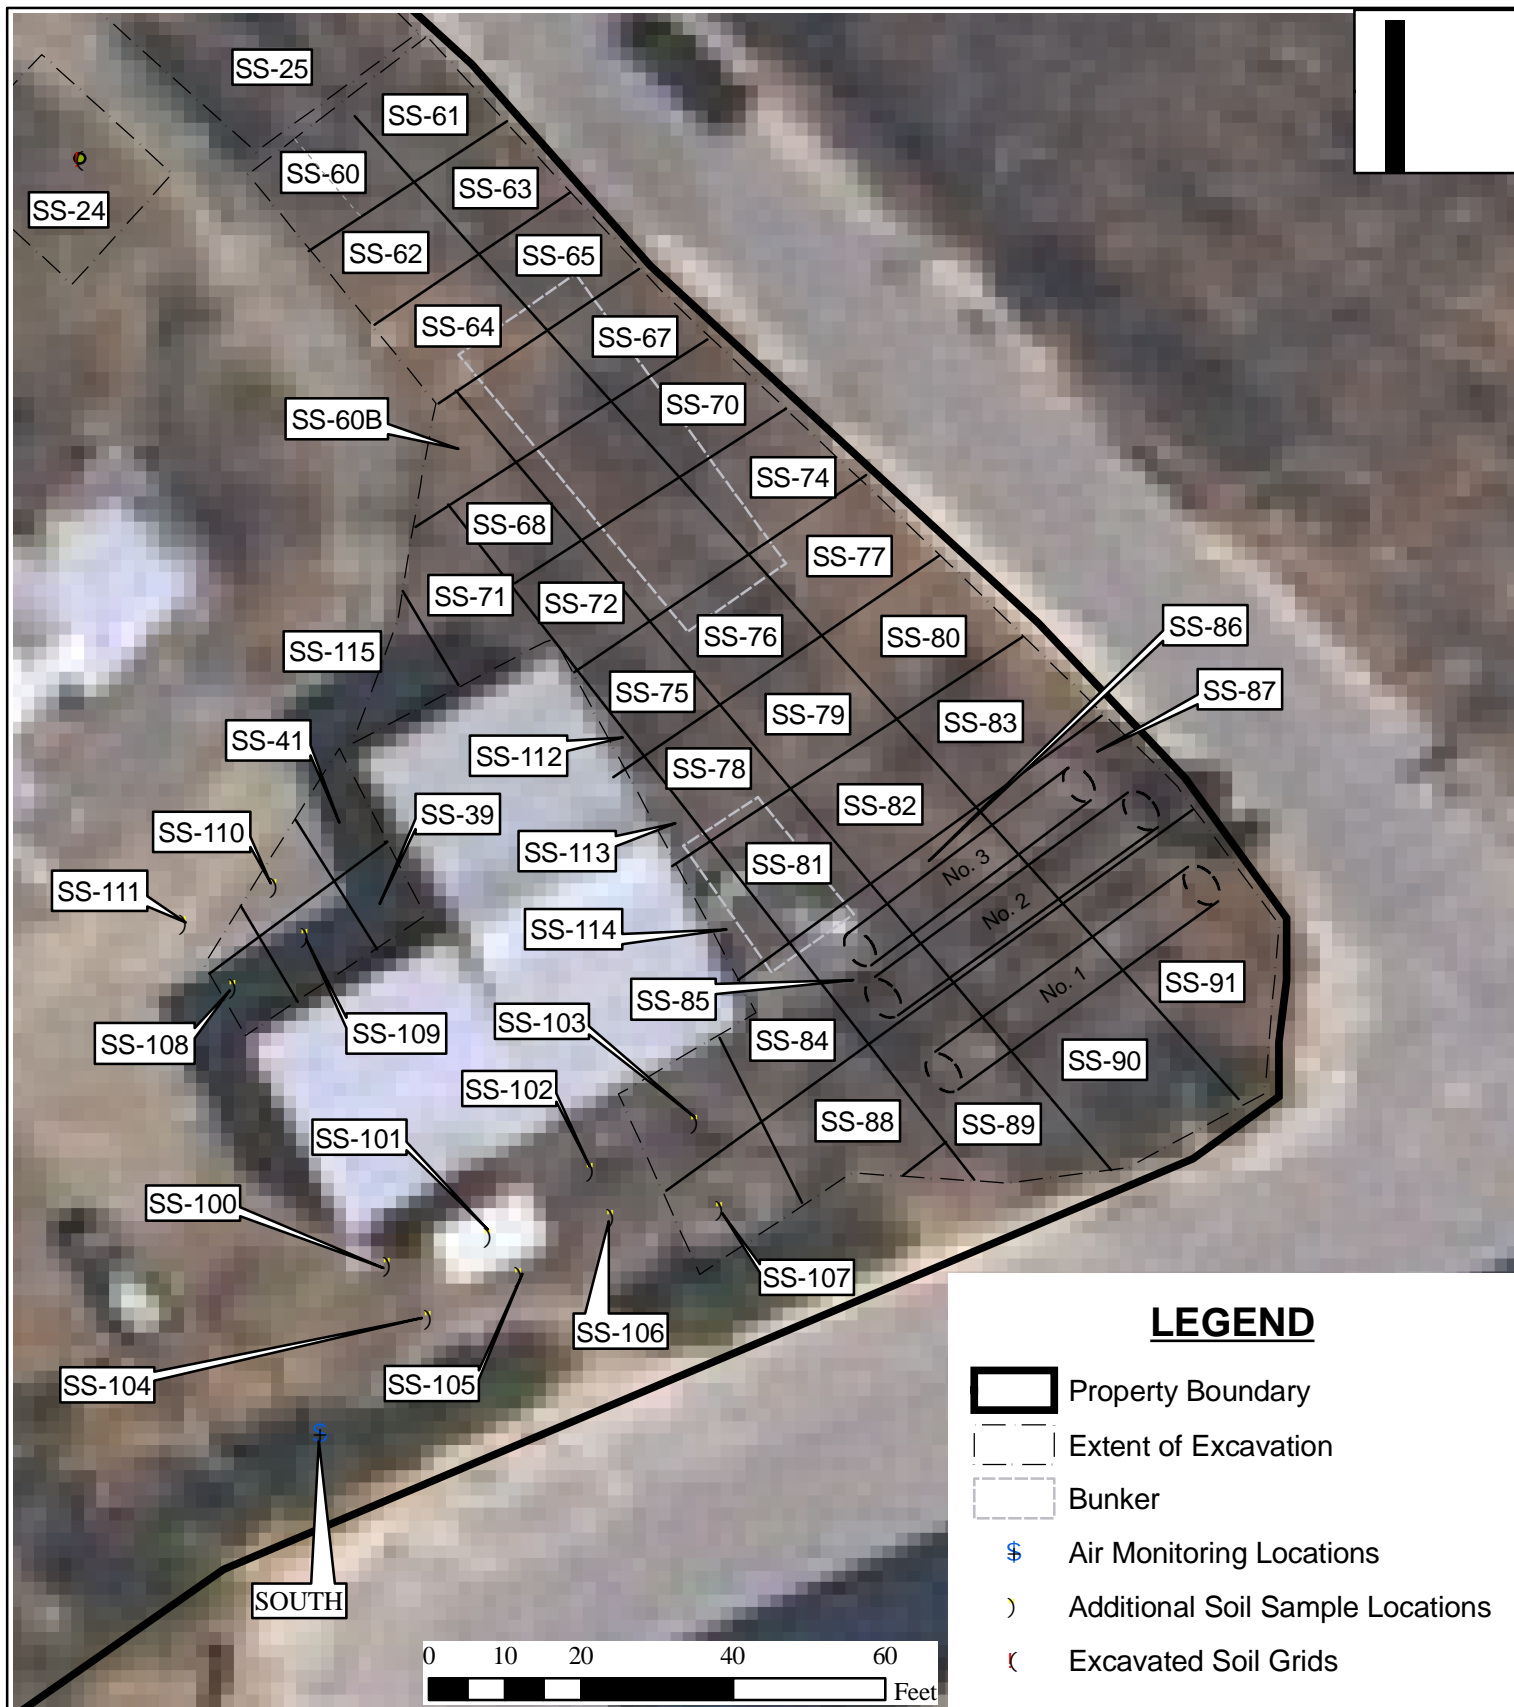 SS-25
SS-61
SS-60
SS-63
SS-24
SS-62
SS-65
SS-64
SS-67
SS-60B
SS-70
SS-74
SS-68
SS-77
SS-71
SS-72
SS-76
SS-80
SS-86
SS-115
SS-75
SS-79
SS-83
SS-87
SS-41
SS-112
SS-78
SS-82
SS-39
SS-110
SS-113
SS-81
No. 3
SS-111
SS-114
No. 2
SS-85
No. 1
SS-91
SS-108
SS-109
SS-103
SS-84
SS-90
SS-102
SS-101
SS-88
SS-89
SS-100
SS-107
SS-106
SS-104
SS-105
SOUTH
LEGEND
Property Boundary
Extent of Excavation
Bunker
Air Monitoring Locations
Additional Soil Sample Locations
Excavated Soil Grids
0 10 20 40 60
Feet